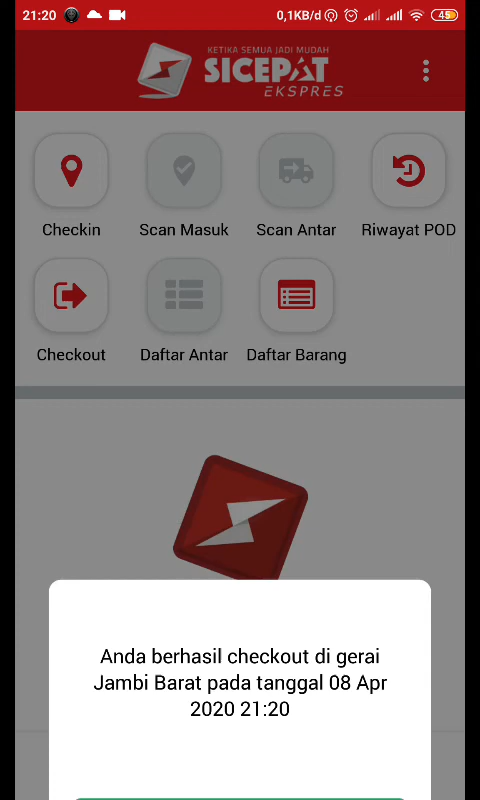 21:20 0,1KB/d 45
KETIKA SEMUA JADI MUDAH
SICEPAT
EKSPRES
Checkin Scan Masuk Scan Antar Riwayat POD
Checkout Daftar Antar Daftar Barang
Anda berhasil checkout di gerai
Jambi Barat pada tanggal 08 Apr
2020 21:20